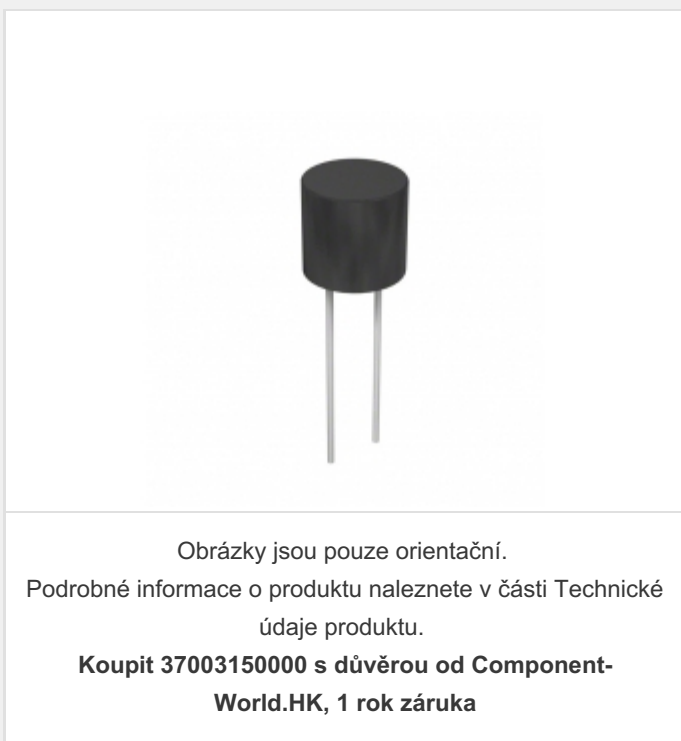 Obrázky jsou pouze orientační.
Podrobné informace o produktu naleznete v části Technické
údaje produktu.
Koupit 37003150000 s důvěrou od Component-
World.HK, 1 rok záruka